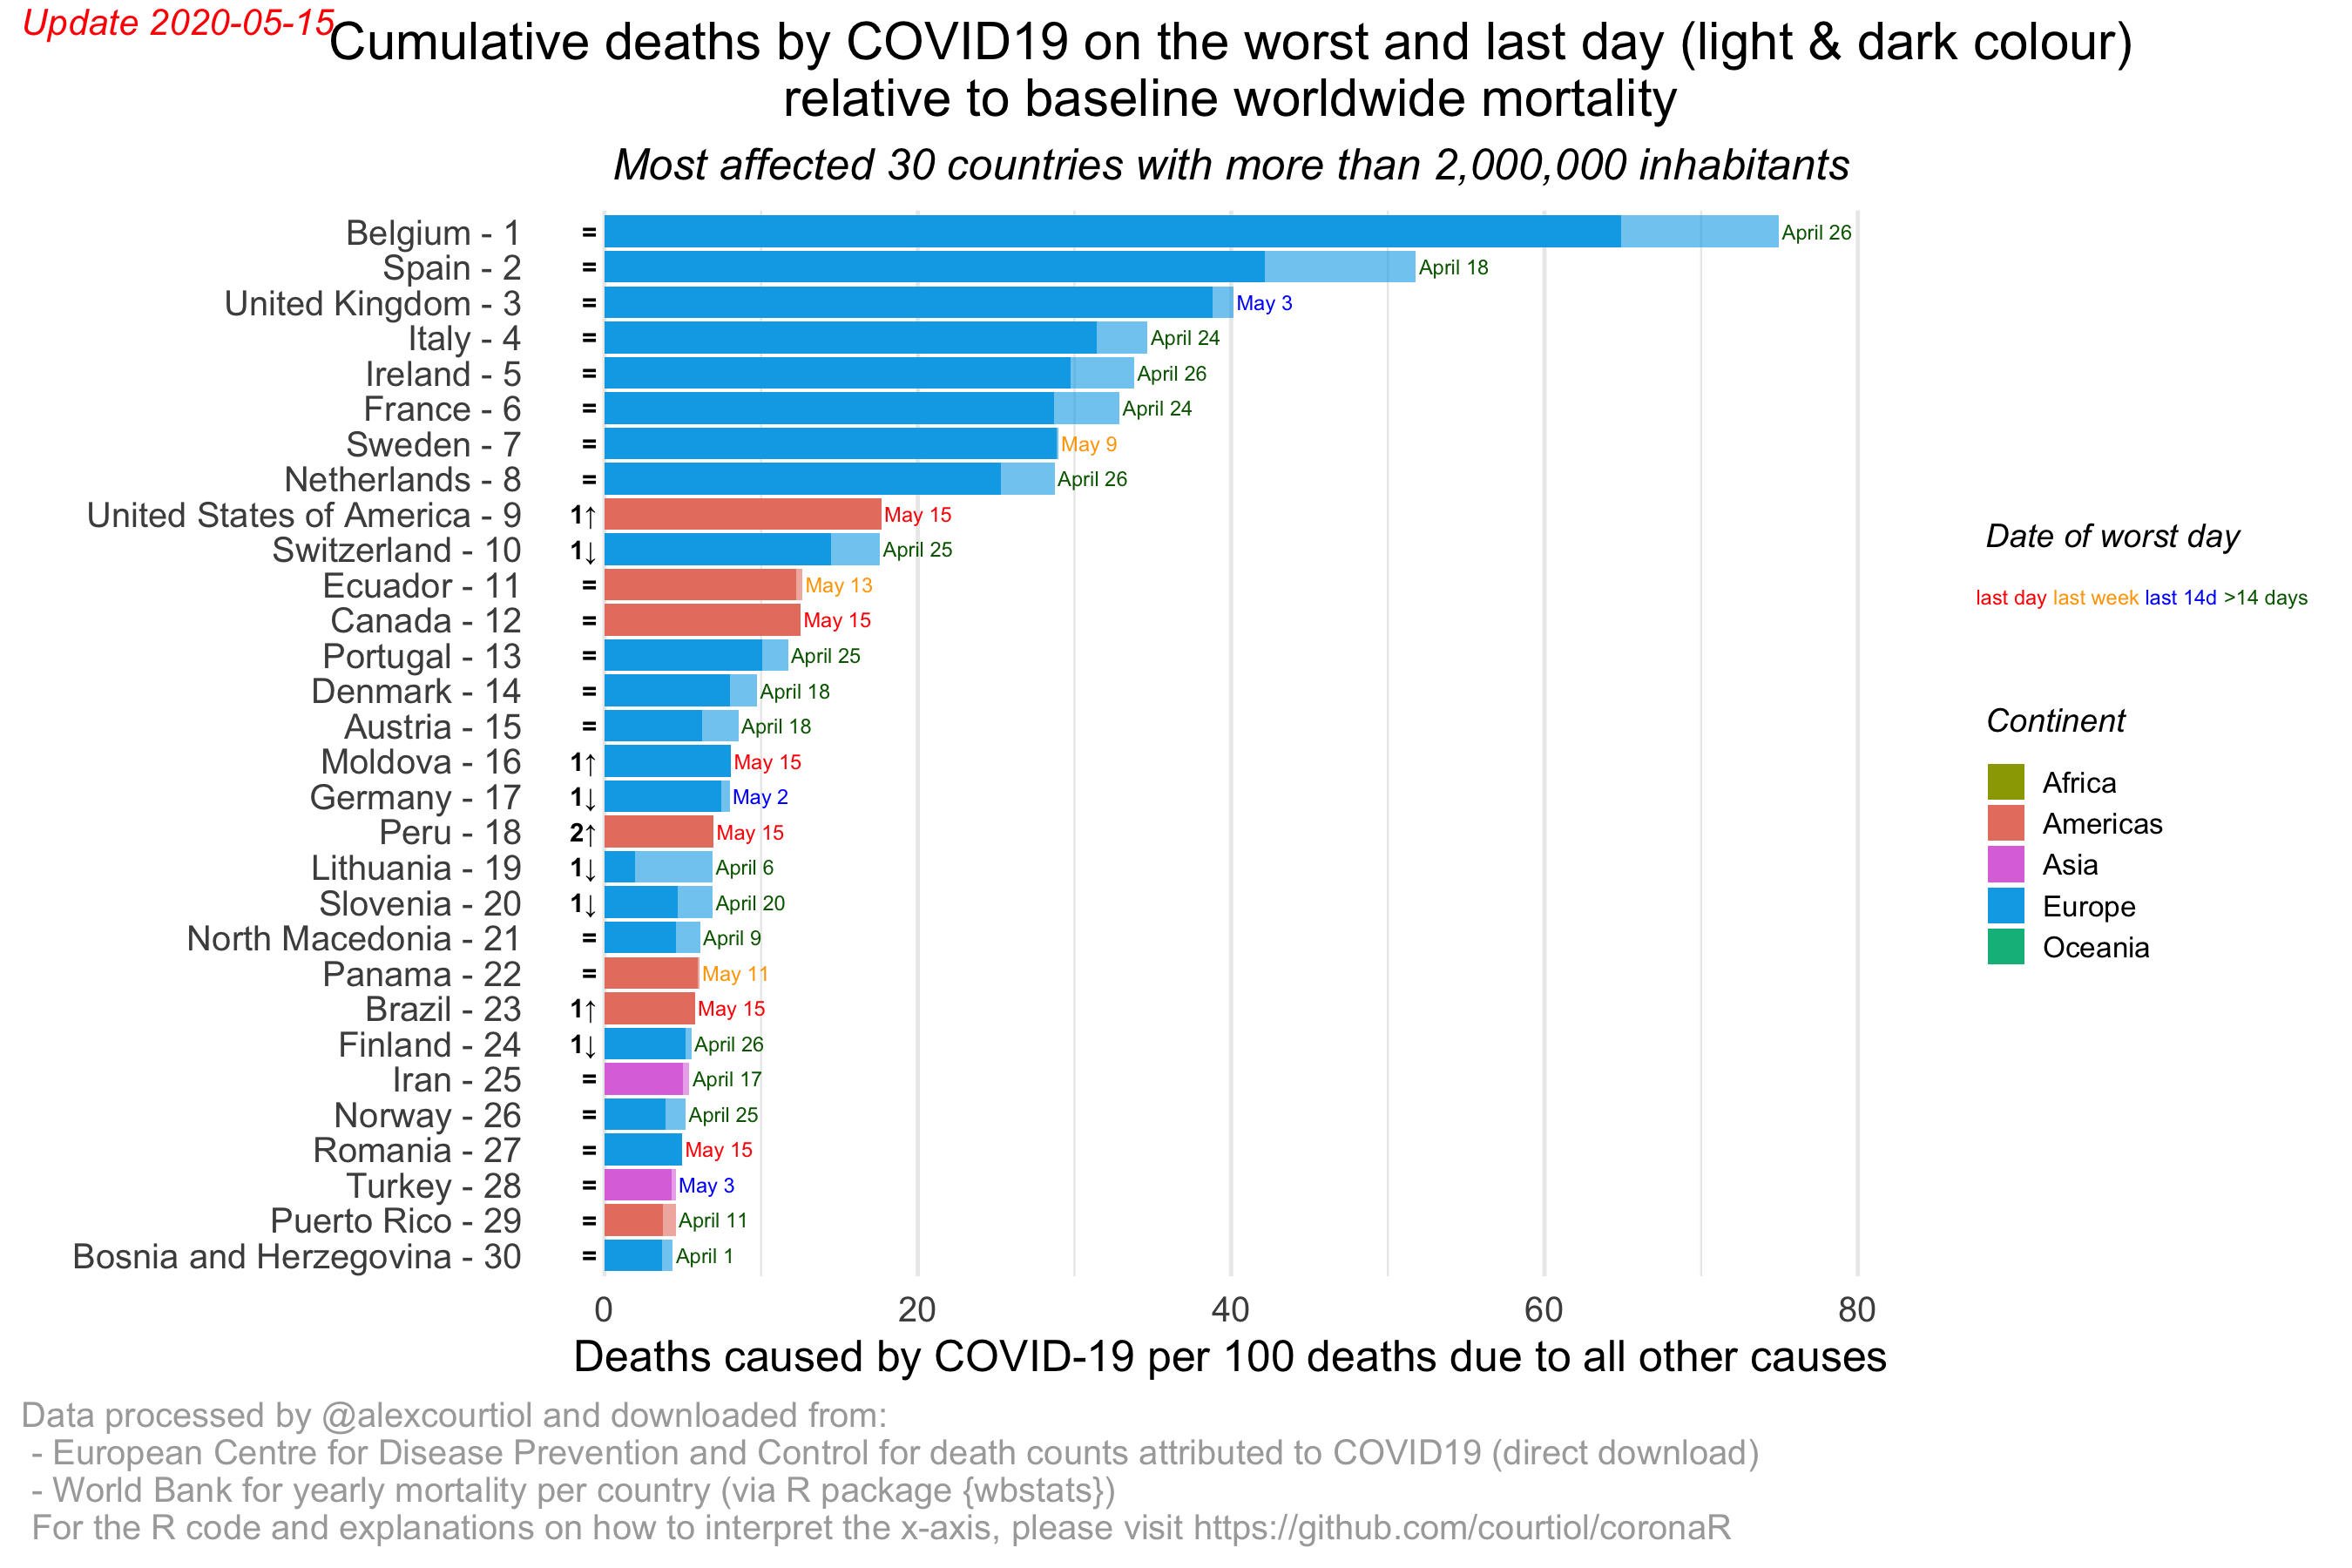 Update 2020-05-15
Cumulative deaths by COVID19 on the worst and last day (light & dark colour)
relative to baseline worldwide mortality
Most affected 30 countries with more than 2,000,000 inhabitants
Belgium - 1 = April 26
Spain - 2 = April 18
United Kingdom - 3 = May 3
Italy - 4 = April 24
Ireland - 5 = April 26
France - 6 = April 24
Sweden - 7 = May 9
Netherlands - 8 = April 26
United States of America - 9 1↑ May 15
Switzerland - 10 1↓ April 25
Ecuador - 11 = May 13
Canada - 12 = May 15
Portugal - 13 = April 25
Denmark - 14 = April 18
Austria - 15 = April 18
Moldova - 16 1↑ May 15
Germany - 17 1↓ May 2
Peru - 18 2↑ May 15
Lithuania - 19 1↓ April 6
Slovenia - 20 1↓ April 20
North Macedonia - 21 = April 9
Panama - 22 = May 11
Brazil - 23 1↑ May 15
Finland - 24 1↓ April 26
Iran - 25 = April 17
Norway - 26 = April 25
Romania - 27 = May 15
Turkey - 28 = May 3
Puerto Rico - 29 = April 11
Bosnia and Herzegovina - 30 = April 1
0 20 40 60 80
Deaths caused by COVID-19 per 100 deaths due to all other causes
Date of worst day
last day last week last 14d >14 days
Continent
Africa
Americas
Asia
Europe
Oceania
Data processed by @alexcourtiol and downloaded from:
- European Centre for Disease Prevention and Control for death counts attributed to COVID19 (direct download)
- World Bank for yearly mortality per country (via R package {wbstats})
For the R code and explanations on how to interpret the x-axis, please visit https://github.com/courtiol/coronaR